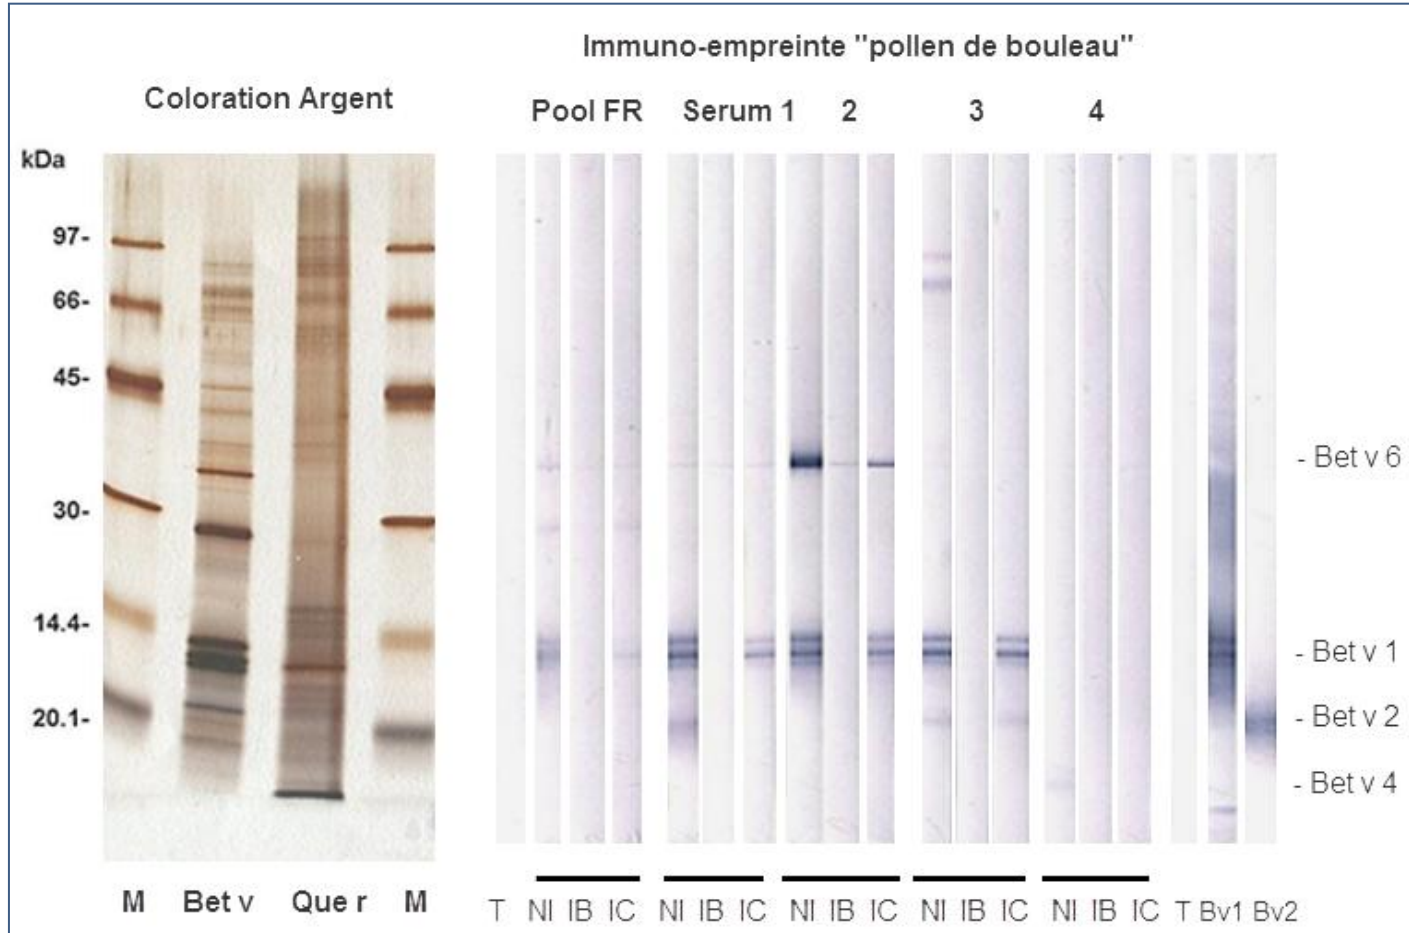 Immuno-empreinte "pollen de bouleau"
Coloration Argent
Pool FR Serum 1 2 3 4
kDa
97-
66-
45-
- Bet v 6
30-
14.4-
- Bet v 1
20.1-
- Bet v 2
- Bet v 4
M Bet v Que r M
T NI IB IC NI IB IC NI IB IC NI IB IC NI IB IC T Bv1 Bv2